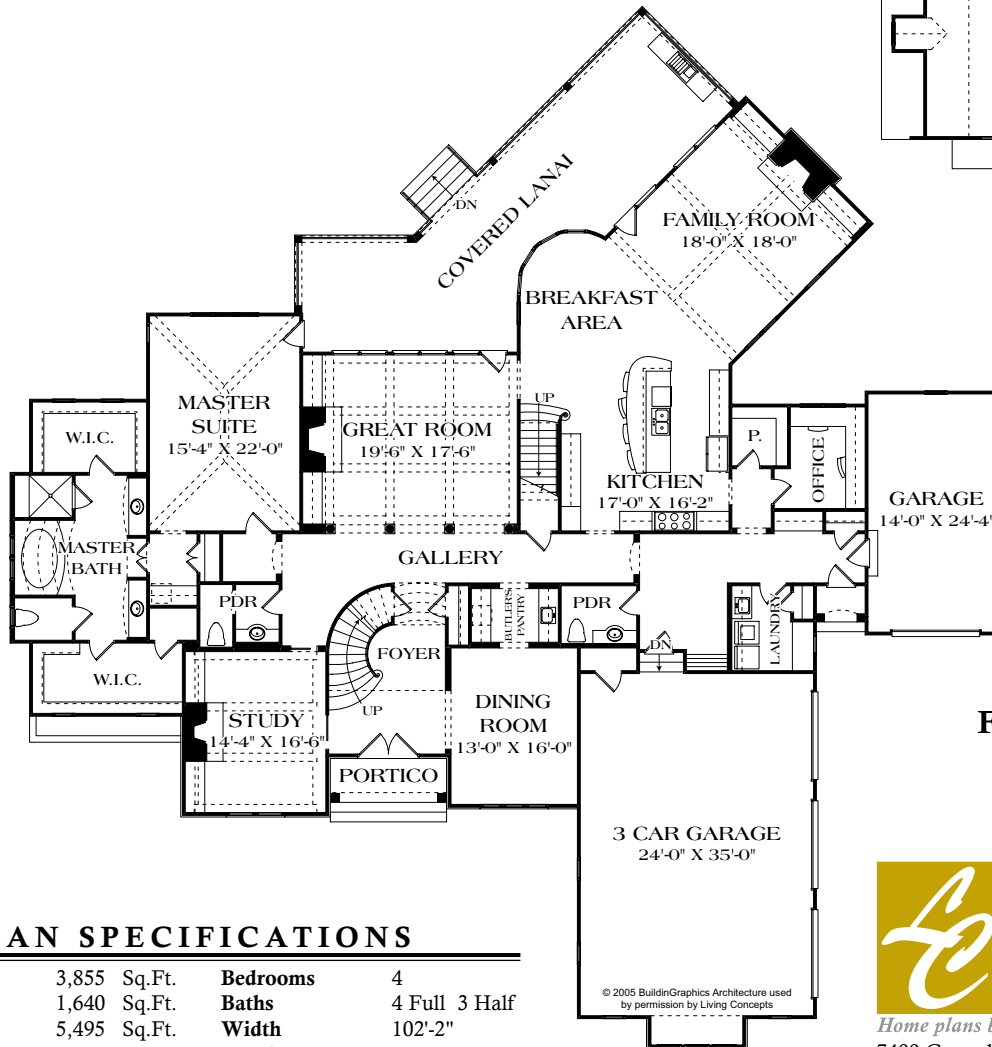 COVERED LANAI
DN
FAMILY ROOM
18'-0" X 18'-0"
BREAKFAST
AREA
MASTER
SUITE
15'-4" X 22'-0"
W.I.C.
GREAT ROOM
19'-6" X 17'-6"
UP
P.
OFFICE
KITCHEN
17'-0" X 16'-2"
GARAGE
14'-0" X 24'-4"
MASTER
BATH
GALLERY
PDR
BUTLER'S
PANTRY
PDR
LAUNDRY
FOYER
DN
W.I.C.
UP
STUDY
14'-4" X 16'-6"
DINING
ROOM
13'-0" X 16'-0"
PORTICO
3 CAR GARAGE
24'-0" X 35'-0"
© 2005 BuildinGraphics Architecture used
by permission by Living Concepts
F
AN SPECIFICATIONS
3,855 Sq.Ft. Bedrooms 4
1,640 Sq.Ft. Baths 4 Full 3 Half
5,495 Sq.Ft. Width 102'-2"
LC
Home plans b